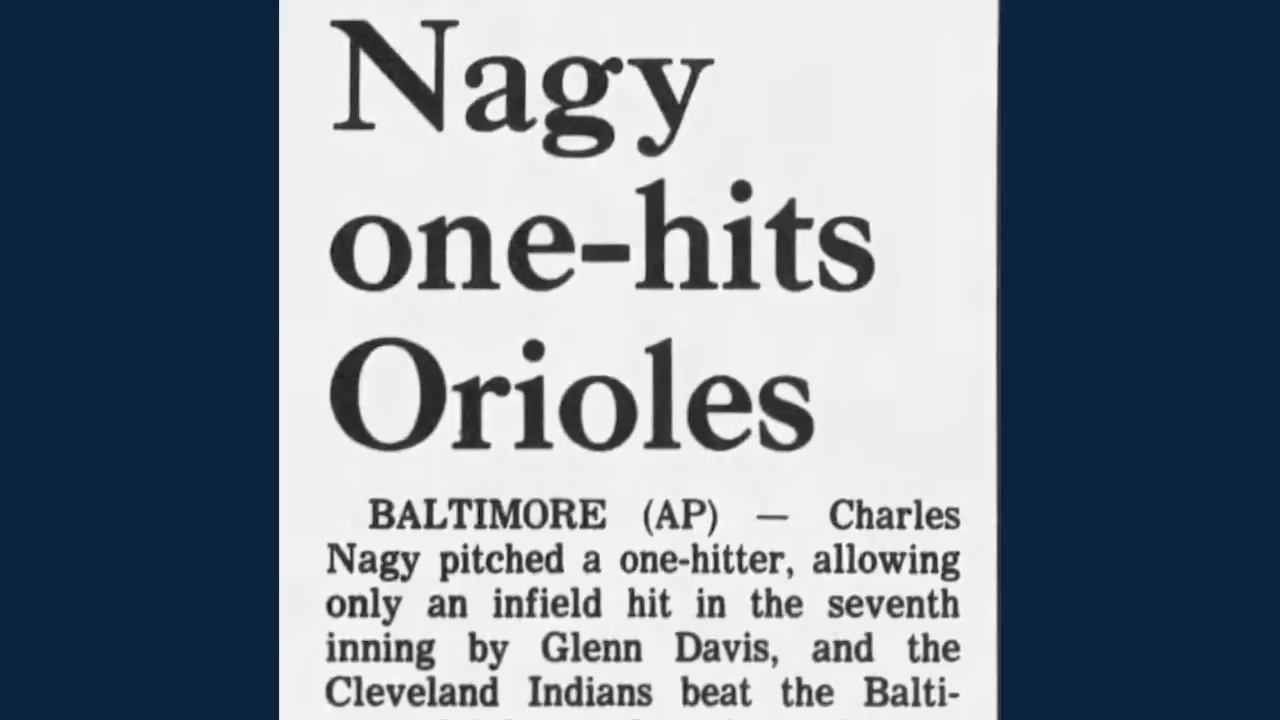 Nagy
one-hits
Orioles
BALTIMORE (AP) — Charles
Nagy pitched a one-hitter, allowing
only an infield hit in the seventh
inning by Glenn Davis, and the
Cleveland Indians beat the Balti-